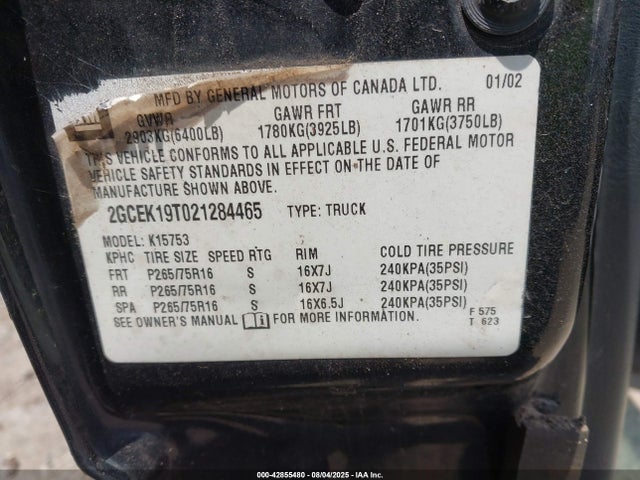 MFD BY GENERAL MOTORS OF CANADA LTD. 01/02
GVWR GAWR FRT GAWR RR
2903KG(6400LB) 1780KG(3925LB) 1701KG(3750LB)
THIS VEHICLE CONFORMS TO ALL APPLICABLE U.S. FEDERAL MOTOR
VEHICLE SAFETY STANDARDS IN EFFECT ON THE DATE OF
MANUFACTURE SHOWN ABOVE.
2GCEK19T021284465 TYPE: TRUCK
MODEL: K15753
KPHC TIRE SIZE SPEED RTG RIM COLD TIRE PRESSURE
FRT P265/75R16 S 16X7J 240KPA(35PSI)
RR P265/75R16 S 16X7J 240KPA(35PSI)
SPA P265/75R16 S 16X6.5J 240KPA(35PSI)
SEE OWNER'S MANUAL FOR MORE INFORMATION.
F 575
T 623
000-42855480 - 08/04/2025 - IAA Inc.